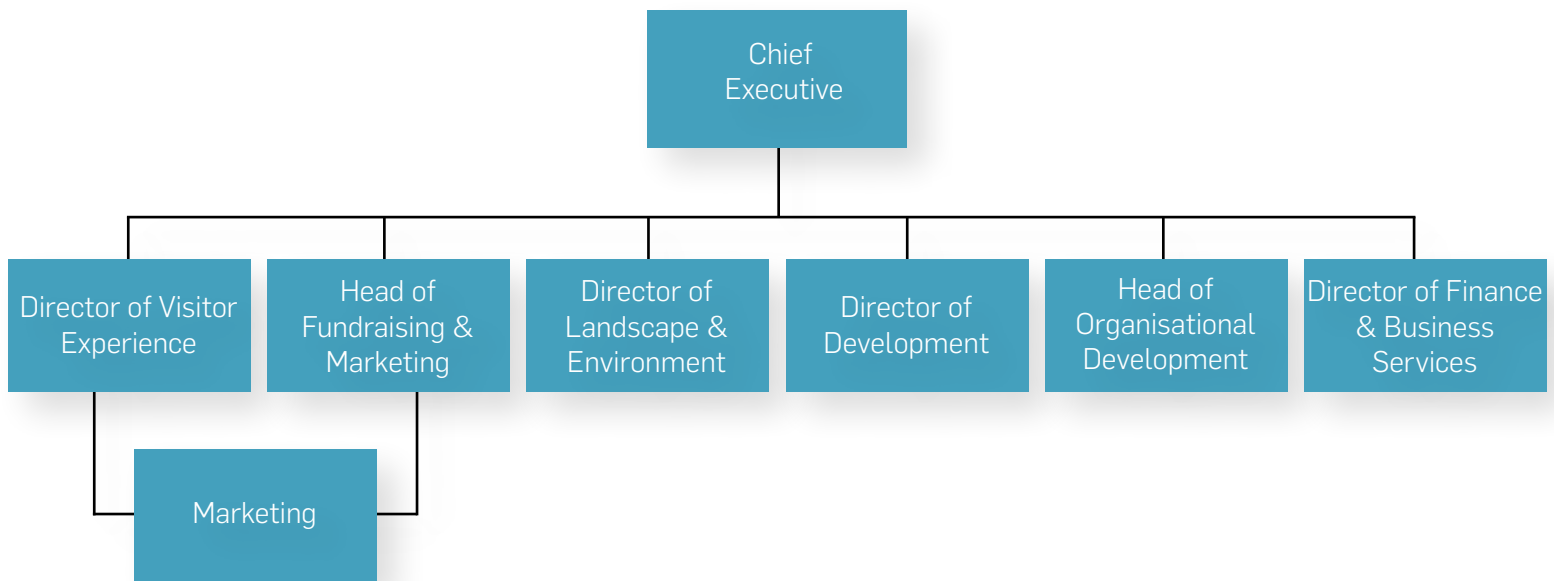 Chief
Executive
Director of Visitor
Experience
Head of
Fundraising &
Marketing
Director of
Landscape &
Environment
Director of
Development
Head of
Organisational
Development
Director of Finance
& Business
Services
Marketing